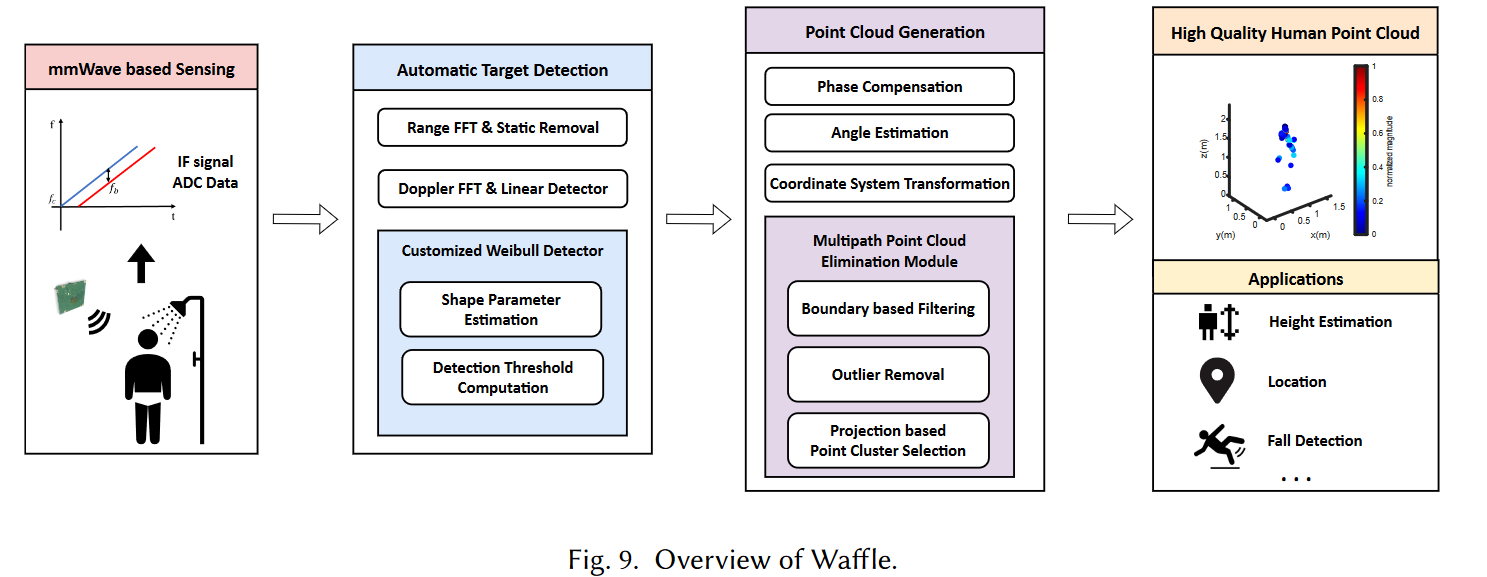 mmWave based Sensing
f
f_c
f_b
t
IF signal
ADC Data
Automatic Target Detection
Range FFT & Static Removal
Doppler FFT & Linear Detector
Customized Weibull Detector
Shape Parameter
Estimation
Detection Threshold
Computation
Point Cloud Generation
Phase Compensation
Angle Estimation
Coordinate System Transformation
Multipath Point Cloud
Elimination Module
Boundary based Filtering
Outlier Removal
Projection based
Point Cluster Selection
High Quality Human Point Cloud
2
1.5
1
0.5
0
z(m)
1
0.5
0
y(m)
0
0.5
1
1.5
x(m)
1
0.8
0.6
0.4
0.2
0
normalized magnitude
Applications
Height Estimation
Location
Fall Detection
...
Fig. 9. Overview of Waffle.